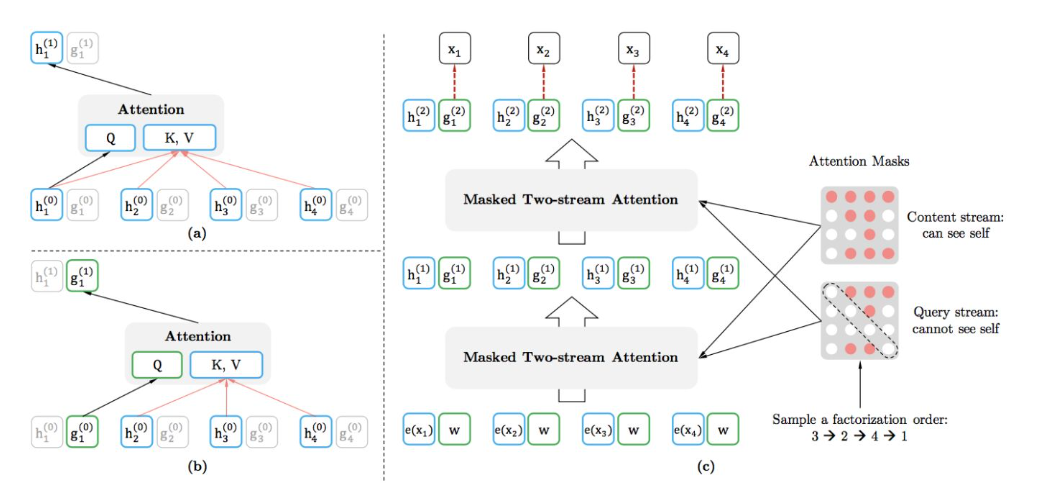 h₁⁽¹⁾ g₁⁽¹⁾
Attention
Q K, V
h₁⁽⁰⁾ g₁⁽⁰⁾ h₂⁽⁰⁾ g₂⁽⁰⁾ h₃⁽⁰⁾ g₃⁽⁰⁾ h₄⁽⁰⁾ g₄⁽⁰⁾
(a)
h₁⁽¹⁾ g₁⁽¹⁾
Attention
Q K, V
h₁⁽⁰⁾ g₁⁽⁰⁾ h₂⁽⁰⁾ g₂⁽⁰⁾ h₃⁽⁰⁾ g₃⁽⁰⁾ h₄⁽⁰⁾ g₄⁽⁰⁾
(b)
x₁ x₂ x₃ x₄
h₁⁽²⁾ g₁⁽²⁾ h₂⁽²⁾ g₂⁽²⁾ h₃⁽²⁾ g₃⁽²⁾ h₄⁽²⁾ g₄⁽²⁾
Masked Two-stream Attention
h₁⁽¹⁾ g₁⁽¹⁾ h₂⁽¹⁾ g₂⁽¹⁾ h₃⁽¹⁾ g₃⁽¹⁾ h₄⁽¹⁾ g₄⁽¹⁾
Masked Two-stream Attention
e(x₁) w e(x₂) w e(x₃) w e(x₄) w
(c)
Attention Masks
Content stream:
can see self
Query stream:
cannot see self
Sample a factorization order:
3 → 2 → 4 → 1